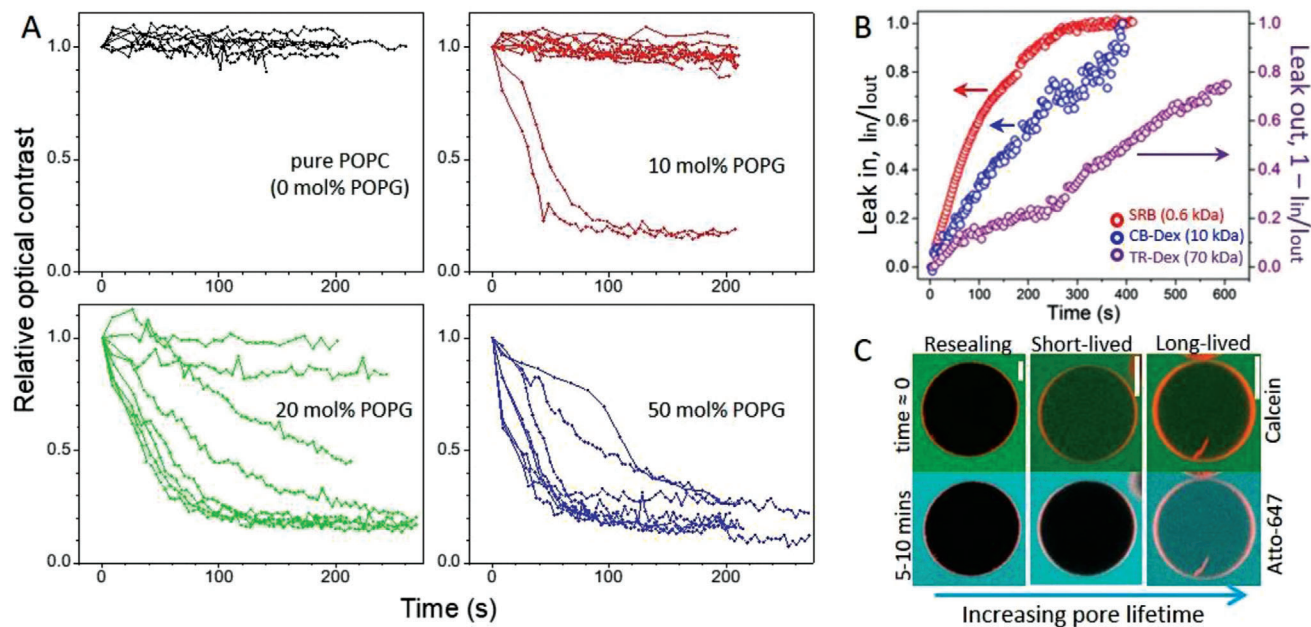 A
Relative optical contrast
1.0
0.5
0.0
0
100
200
pure POPC
(0 mol% POPG)
1.0
0.5
0.0
0
100
200
10 mol% POPG
1.0
0.5
0.0
0
100
200
20 mol% POPG
1.0
0.5
0.0
0
100
200
50 mol% POPG
Time (s)
B
Leak in, Iin/Iout
1.0
0.8
0.6
0.4
0.2
0.0
SRB (0.6 kDa)
CB-Dex (10 kDa)
TR-Dex (70 kDa)
1.0
0.8
0.6
0.4
0.2
0.0
Leak out, 1 – Iin/Iout
0 100 200 300 400 500 600
Time (s)
C
Resealing Short-lived Long-lived
time ≈ 0
Calcein
5-10 mins
Atto-647
Increasing pore lifetime